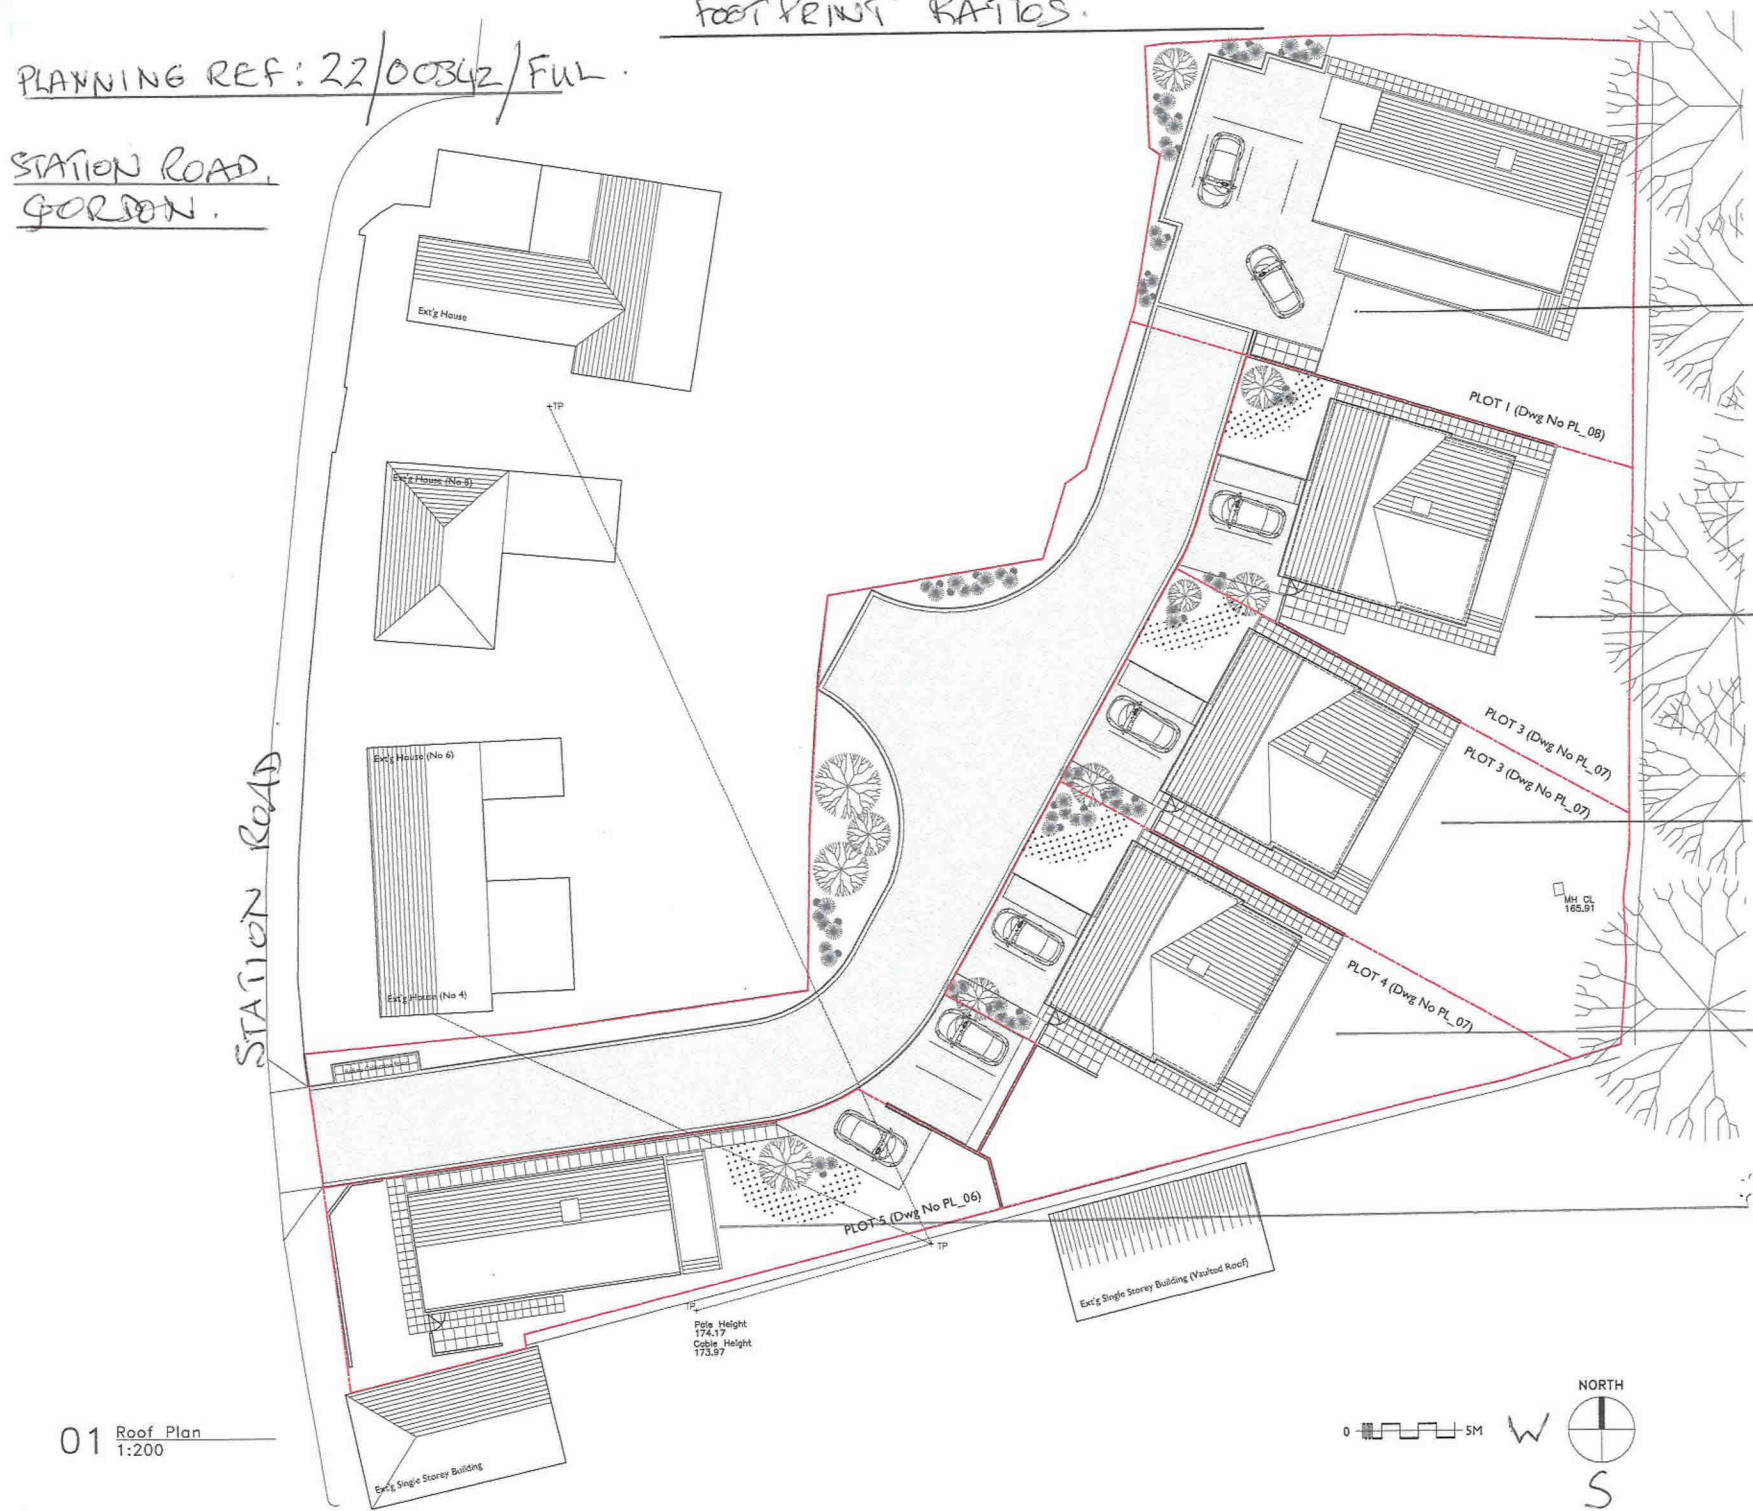 FOOTPRINT RATIOS.
PLANNING REF: 22/00342/FUL.
STATION ROAD,
GORDON.
Ext'g House
+TP
Ext'g House (No 8)
PLOT 1 (Dwg No PL_08)
PLOT 3 (Dwg No PL_07)
PLOT 3 (Dwg No PL_07)
Ext'g House (No 6)
STATION ROAD
MH CL
165.91
PLOT 4 (Dwg No PL_07)
Ext'g House (No 4)
PLOT 5 (Dwg No PL_06)
TP
Ext'g Single Storey Building (Vaulted Roof)
TP
Pole Height
174.17
Cable Height
173.97
NORTH
01 Roof Plan
1:200
0 5M
W
S
Ext'g Single Storey Building